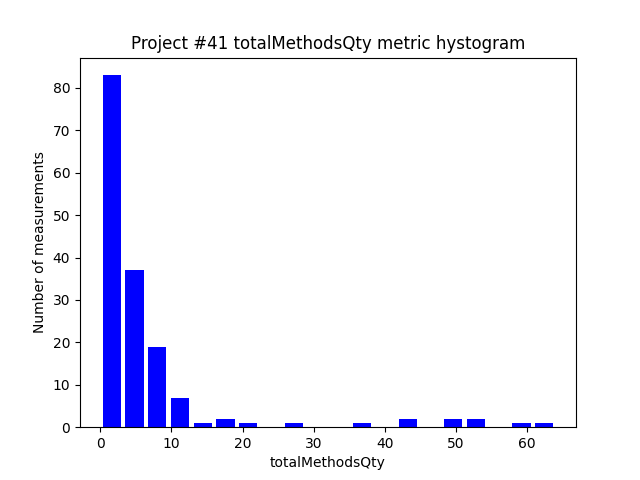 Project #41 totalMethodsQty metric hystogram
Number of measurements
80
70
60
50
40
30
20
10
0
0 10 20 30 40 50 60
totalMethodsQty